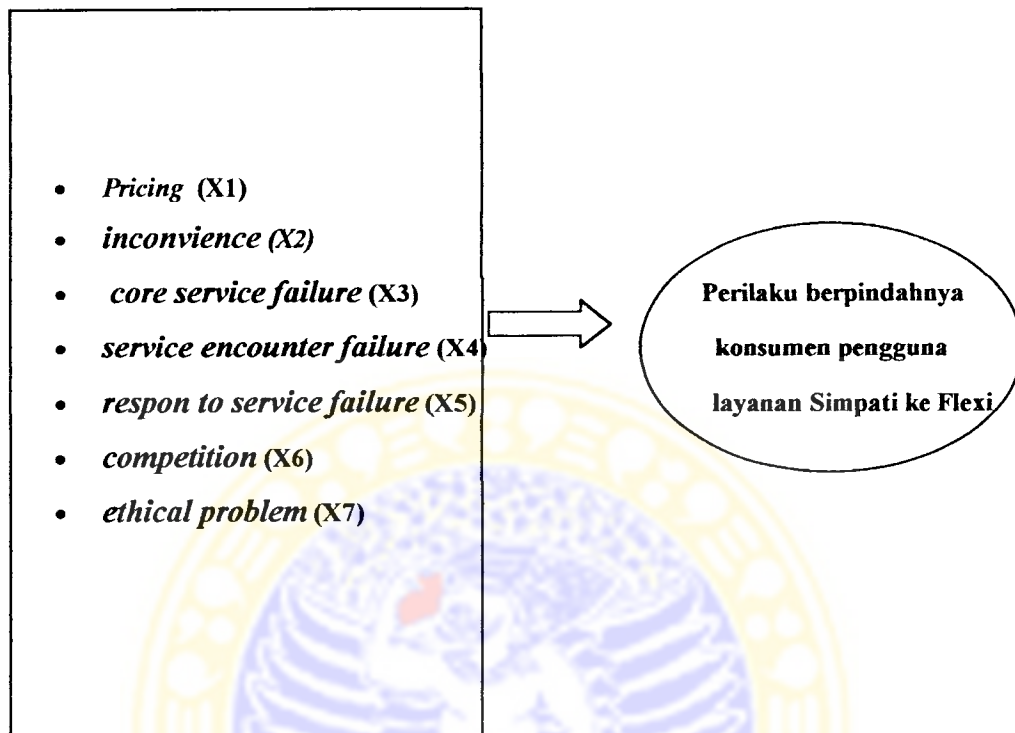 • Pricing (X1)
• inconvience (X2)
• core service failure (X3)
• service encounter failure (X4)
• respon to service failure (X5)
• competition (X6)
• ethical problem (X7)
Perilaku berpindahnya
konsumen pengguna
layanan Simpati ke Flexi